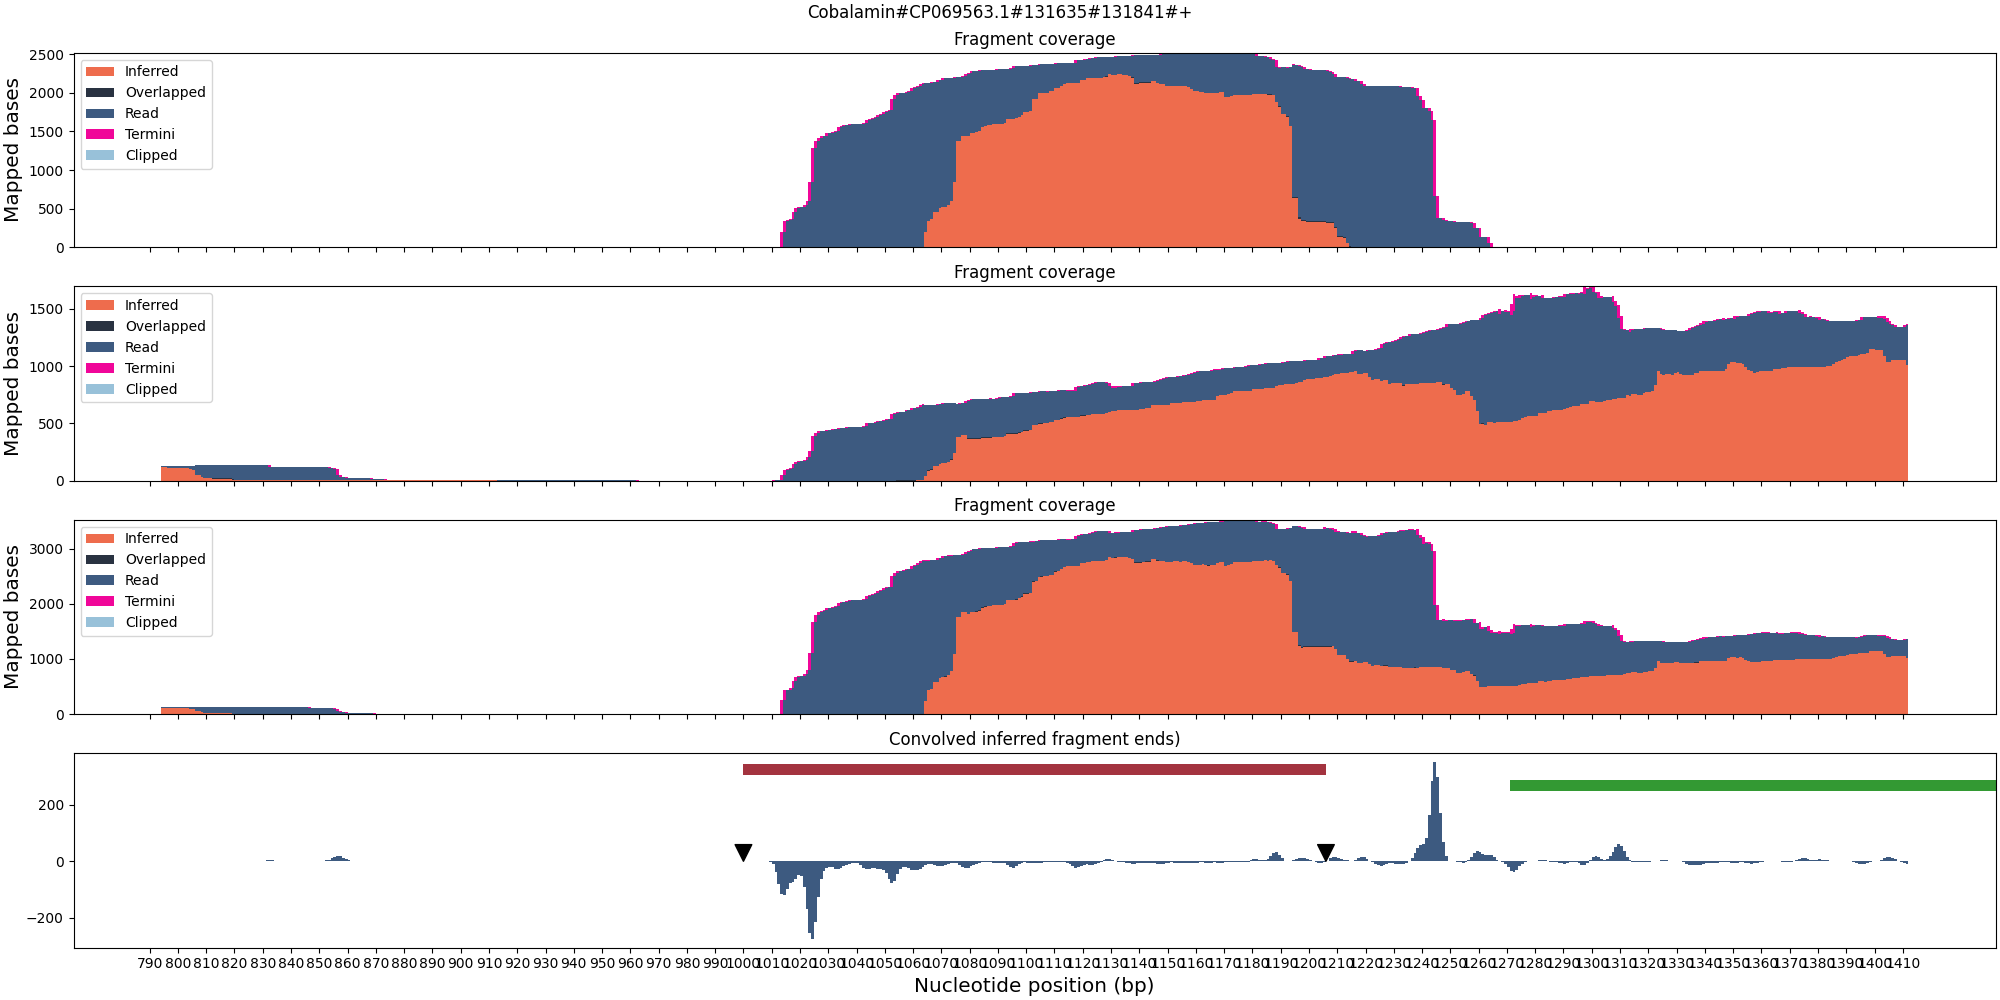 Cobalamin#CP069563.1#131635#131841#+
Fragment coverage
Mapped bases
2500
2000
1500
1000
500
0
Inferred
Overlapped
Read
Termini
Clipped
Fragment coverage
Mapped bases
1500
1000
500
0
Inferred
Overlapped
Read
Termini
Clipped
Fragment coverage
Mapped bases
3000
2000
1000
0
Inferred
Overlapped
Read
Termini
Clipped
Convolved inferred fragment ends)
200
0
−200
790 800 810 820 830 840 850 860 870 880 890 900 910 920 930 940 950 960 970 980 990 1000 1010 1020 1030 1040 1050 1060 1070 1080 1090 1100 1110 1120 1130 1140 1150 1160 1170 1180 1190 1200 1210 1220 1230 1240 1250 1260 1270 1280 1290 1300 1310 1320 1330 1340 1350 1360 1370 1380 1390 1400 1410
Nucleotide position (bp)